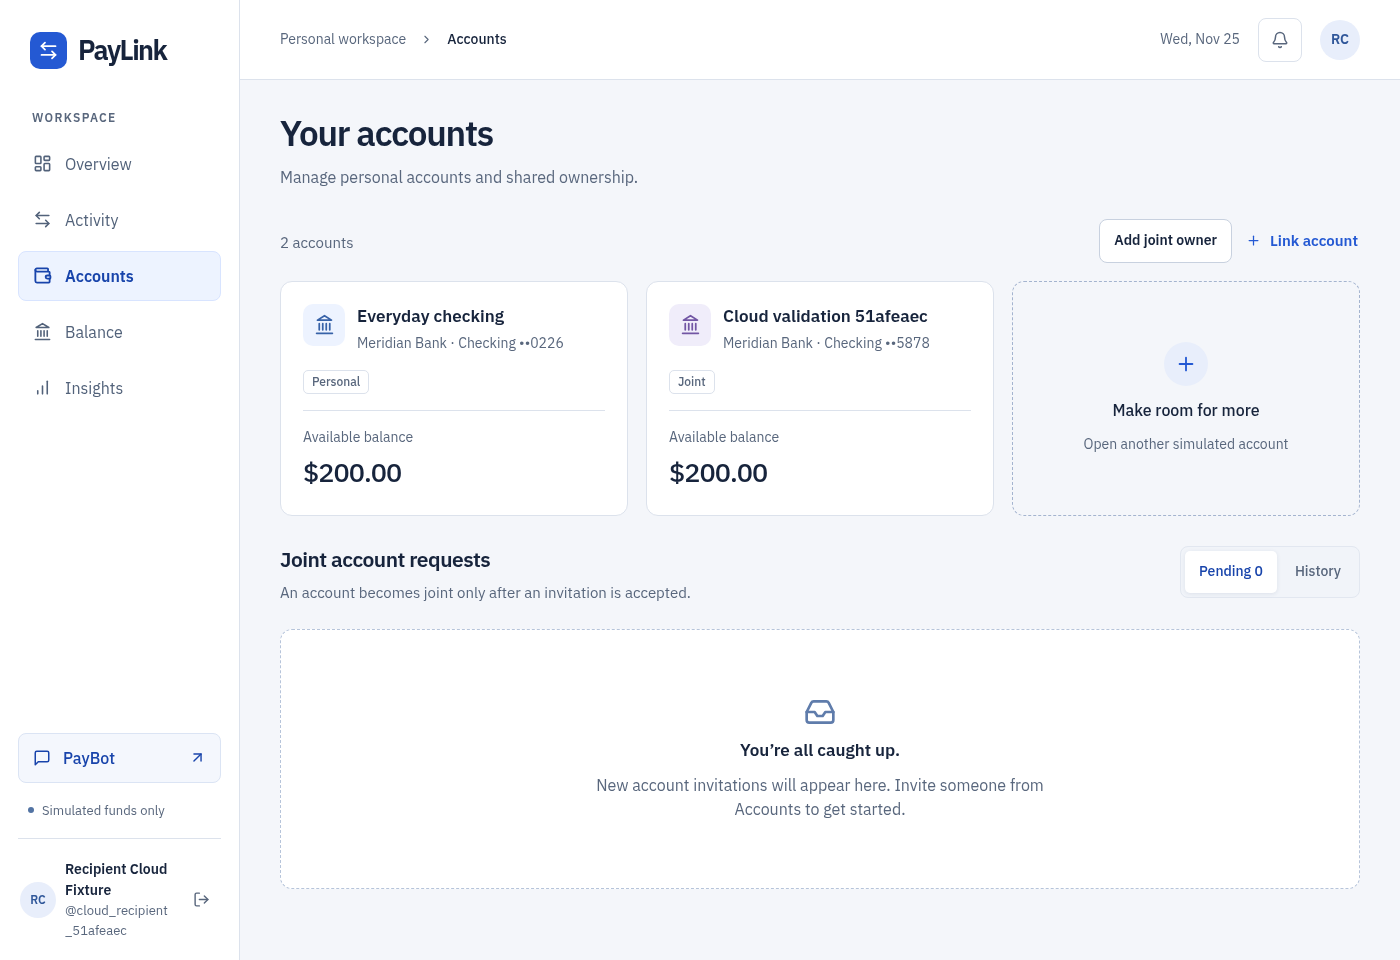 PayLink
WORKSPACE
Overview
Activity
Accounts
Balance
Insights
PayBot
Simulated funds only
RC
Recipient Cloud
Fixture
@cloud_recipient
_51afeaec
Personal workspace
Accounts
Wed, Nov 25
RC
Your accounts
Manage personal accounts and shared ownership.
2 accounts
Add joint owner
Link account
Everyday checking
Meridian Bank · Checking ••0226
Personal
Available balance
$200.00
Cloud validation 51afeaec
Meridian Bank · Checking ••5878
Joint
Available balance
$200.00
Make room for more
Open another simulated account
Joint account requests
An account becomes joint only after an invitation is accepted.
Pending 0
History
You’re all caught up.
New account invitations will appear here. Invite someone from
Accounts to get started.